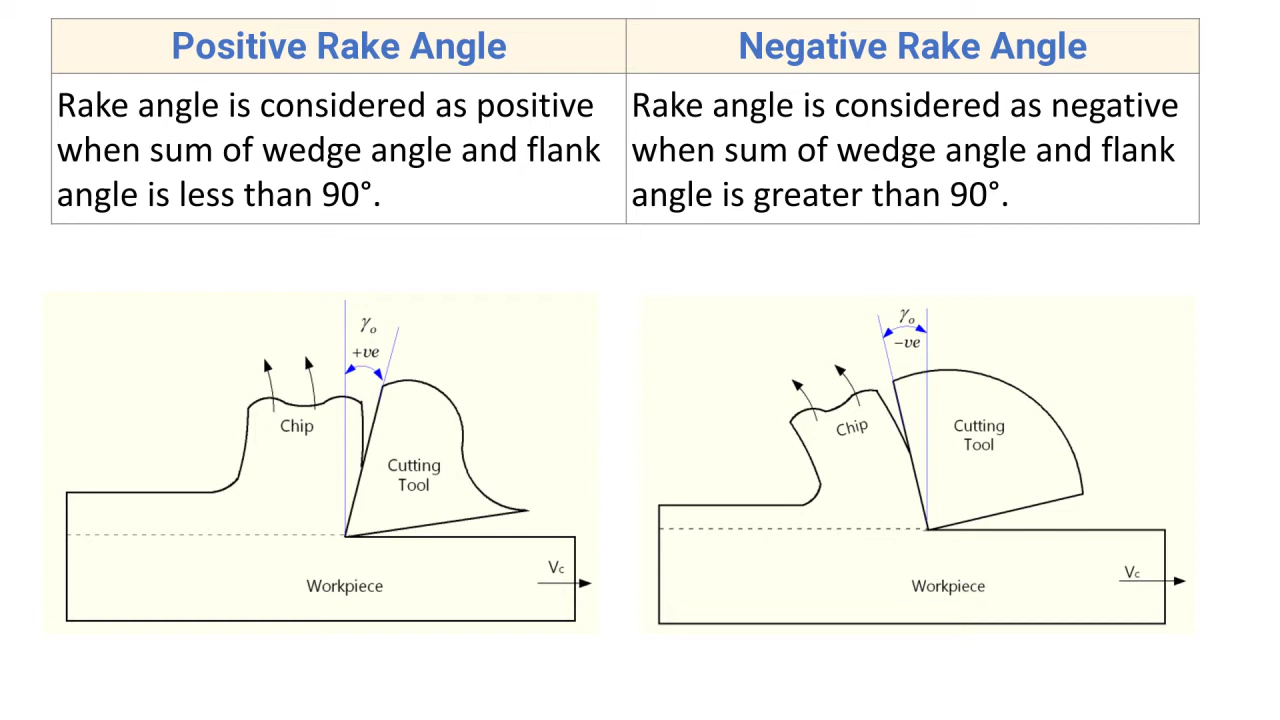 Positive Rake Angle
Negative Rake Angle
Rake angle is considered as positive
when sum of wedge angle and flank
angle is less than 90°.
Rake angle is considered as negative
when sum of wedge angle and flank
angle is greater than 90°.
γₒ
+ve
Chip
Cutting
Tool
Vc
Workpiece
γₒ
−ve
Chip
Cutting
Tool
Vc
Workpiece